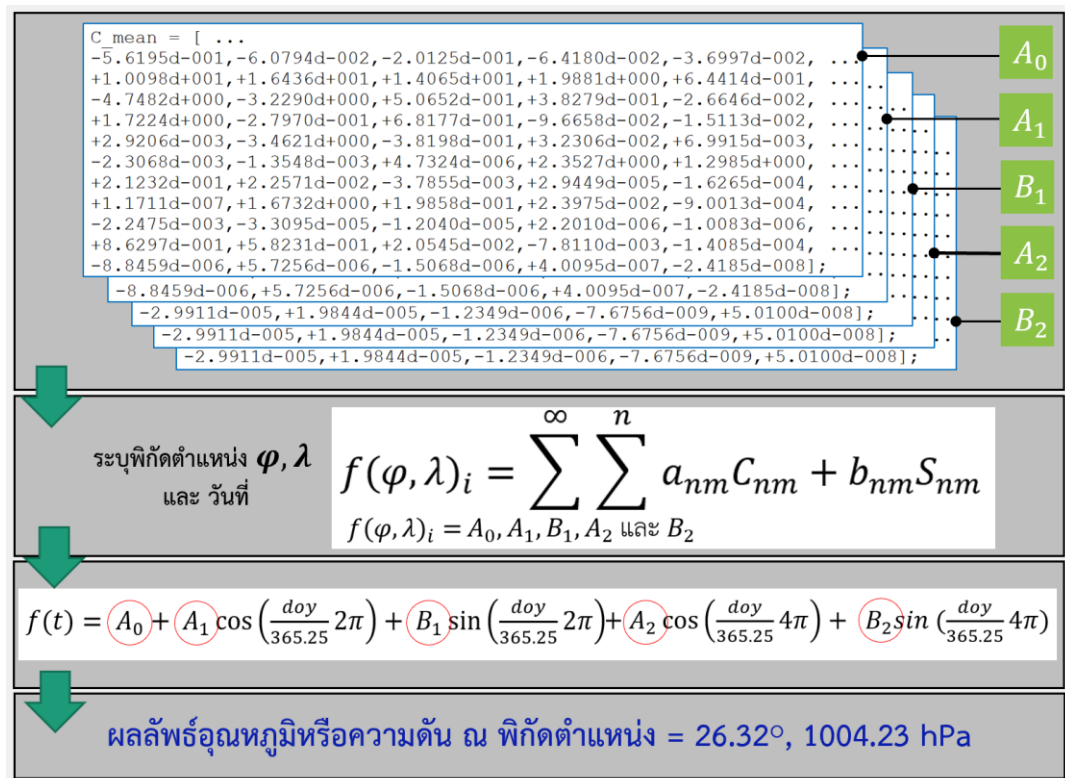 C_mean = [ ...
-5.6195d-001,-6.0794d-002,-2.0125d-001,-6.4180d-002,-3.6997d-002, ...
+1.0098d+001,+1.6436d+001,+1.4065d+001,+1.9881d+000,+6.4414d-001, ...
-4.7482d+000,-3.2290d+000,+5.0652d-001,+3.8279d-001,-2.6646d-002, ...
+1.7224d+000,-2.7970d-001,+6.8177d-001,-9.6658d-002,-1.5113d-002, ...
+2.9206d-003,-3.4621d+000,-3.8198d-001,+3.2306d-002,+6.9915d-003, ...
-2.3068d-003,-1.3548d-003,+4.7324d-006,+2.3527d+000,+1.2985d+000, ...
+2.1232d-001,+2.2571d-002,-3.7855d-003,+2.9449d-005,-1.6265d-004, ...
+1.1711d-007,+1.6732d+000,+1.9858d-001,+2.3975d-002,-9.0013d-004, ...
-2.2475d-003,-3.3095d-005,-1.2040d-005,+2.2010d-006,-1.0083d-006, ...
+8.6297d-001,+5.8231d-001,+2.0545d-002,-7.8110d-003,-1.4085d-004, ...
-8.8459d-006,+5.7256d-006,-1.5068d-006,+4.0095d-007,-2.4185d-008];
-8.8459d-006,+5.7256d-006,-1.5068d-006,+4.0095d-007,-2.4185d-008];
-2.9911d-005,+1.9844d-005,-1.2349d-006,-7.6756d-009,+5.0100d-008];
-2.9911d-005,+1.9844d-005,-1.2349d-006,-7.6756d-009,+5.0100d-008];
-2.9911d-005,+1.9844d-005,-1.2349d-006,-7.6756d-009,+5.0100d-008];
A₀
A₁
B₁
A₂
B₂
ระบุพิกัดตำแหน่ง φ, λ
และ วันที่
f(φ, λ)ᵢ = ∑^∞ ∑^n a_{nm}C_{nm} + b_{nm}S_{nm}
f(φ, λ)ᵢ = A₀, A₁, B₁, A₂ และ B₂
f(t) = A₀ + A₁ cos(doy/365.25 2π) + B₁ sin(doy/365.25 2π)+ A₂ cos(doy/365.25 4π) + B₂ sin (doy/365.25 4π)
ผลลัพธ์อุณหภูมิหรือความดัน ณ พิกัดตำแหน่ง = 26.32°, 1004.23 hPa